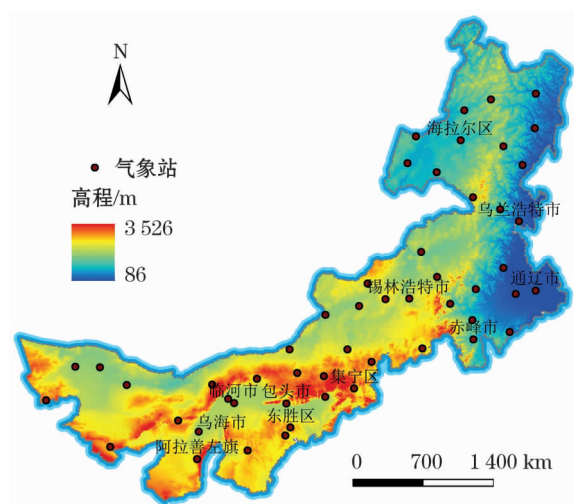 N
气象站
高程/m
3 526
86
海拉尔区
乌兰浩特市
通辽市
锡林浩特市
赤峰市
集宁区
临河市
包头市
东胜区
乌海市
阿拉善左旗
0 700 1 400 km